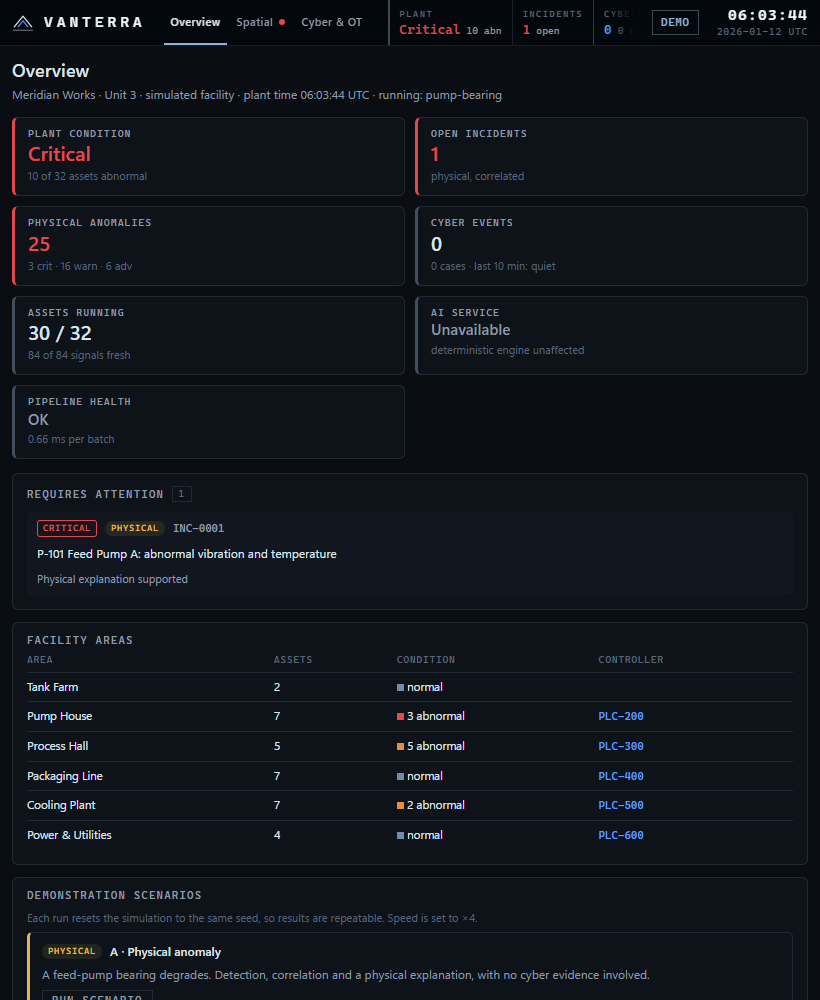 VANTERRA
Overview Spatial Cyber & OT
PLANT
Critical 10 abn
INCIDENTS
1 open
0 0
DEMO
06:03:44
2026-01-12 UTC
Overview
Meridian Works · Unit 3 · simulated facility · plant time 06:03:44 UTC · running: pump-bearing
PLANT CONDITION
Critical
10 of 32 assets abnormal
OPEN INCIDENTS
1
physical, correlated
PHYSICAL ANOMALIES
25
3 crit · 16 warn · 6 adv
CYBER EVENTS
0
0 cases · last 10 min: quiet
ASSETS RUNNING
30 / 32
84 of 84 signals fresh
AI SERVICE
Unavailable
deterministic engine unaffected
PIPELINE HEALTH
OK
0.66 ms per batch
REQUIRES ATTENTION 1
CRITICAL PHYSICAL INC-0001
P-101 Feed Pump A: abnormal vibration and temperature
Physical explanation supported
FACILITY AREAS
AREA ASSETS CONDITION CONTROLLER
Tank Farm 2 normal
Pump House 7 3 abnormal PLC-200
Process Hall 5 5 abnormal PLC-300
Packaging Line 7 normal PLC-400
Cooling Plant 7 2 abnormal PLC-500
Power & Utilities 4 normal PLC-600
DEMONSTRATION SCENARIOS
Each run resets the simulation to the same seed, so results are repeatable. Speed is set to ×4.
PHYSICAL A · Physical anomaly
A feed-pump bearing degrades. Detection, correlation and a physical explanation, with no cyber evidence involved.
RUN SCENARIO